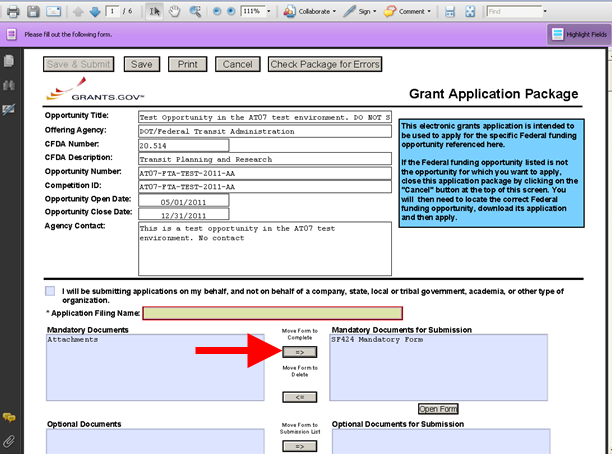 1 / 6
111%
Collaborate
Sign
Comment
Find
Please fill out the following form.
Highlight Fields
Save & Submit
Save
Print
Cancel
Check Package for Errors
GRANTS.GOV℠
Grant Application Package
Opportunity Title:
Test Opportunity in the AT07 test environment. DO NOT S
Offering Agency:
DOT/Federal Transit Administration
CFDA Number:
20.514
CFDA Description:
Transit Planning and Research
Opportunity Number:
AT07-FTA-TEST-2011-AA
Competition ID:
AT07-FTA-TEST-2011-AA
Opportunity Open Date:
05/01/2011
Opportunity Close Date:
12/31/2011
Agency Contact:
This is a test opportunity in the AT07 test
environment. No contact
This electronic grants application is intended to
be used to apply for the specific Federal funding
opportunity referenced here.
If the Federal funding opportunity listed is not
the opportunity for which you want to apply,
close this application package by clicking on the
"Cancel" button at the top of this screen. You
will then need to locate the correct Federal
funding opportunity, download its application
and then apply.
I will be submitting applications on my behalf, and not on behalf of a company, state, local or tribal government, academia, or other type of
organization.
* Application Filing Name:
Mandatory Documents
Attachments
Move Form to
Complete
=>
Move Form to
Delete
<=
Mandatory Documents for Submission
SF424 Mandatory Form
Open Form
Optional Documents
Move Form to
Submission List
=>
Optional Documents for Submission